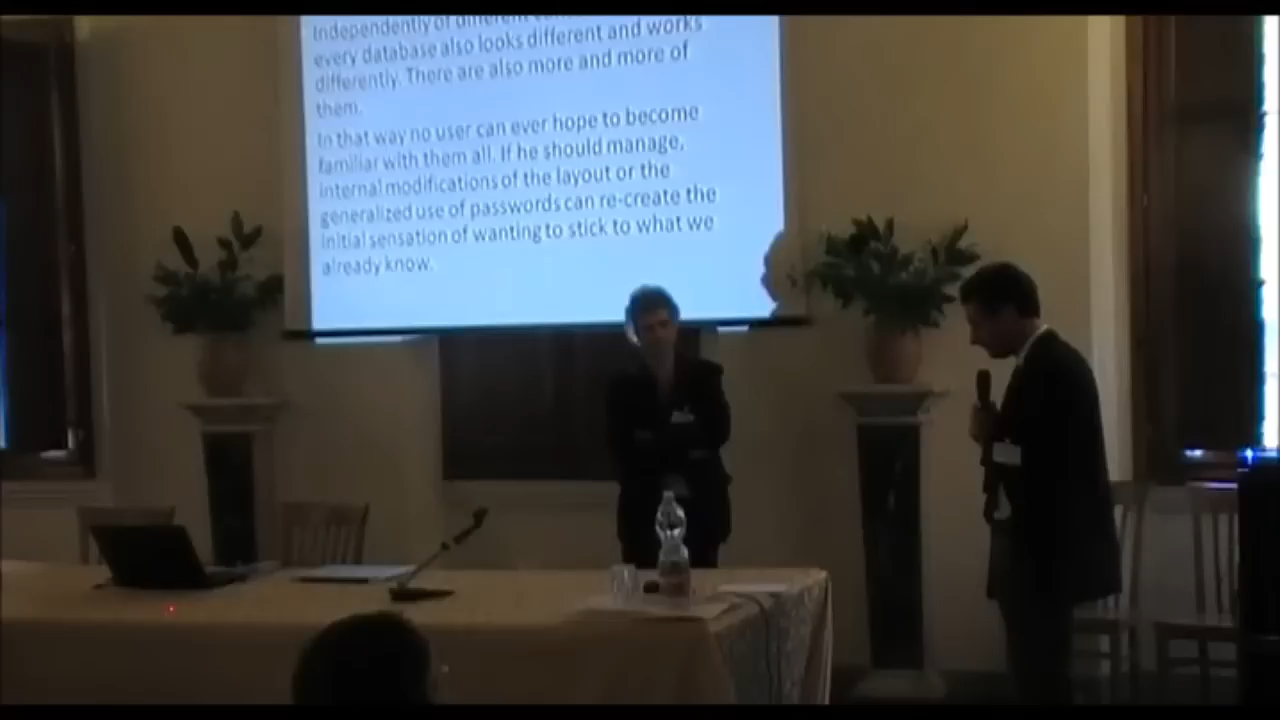 Independently of different
every database also looks different and works
differently. There are also more and more of
them.
In that way no user can ever hope to become
familiar with them all. If he should manage,
internal modifications of the layout or the
generalized use of passwords can re-create the
initial sensation of wanting to stick to what we
already know.